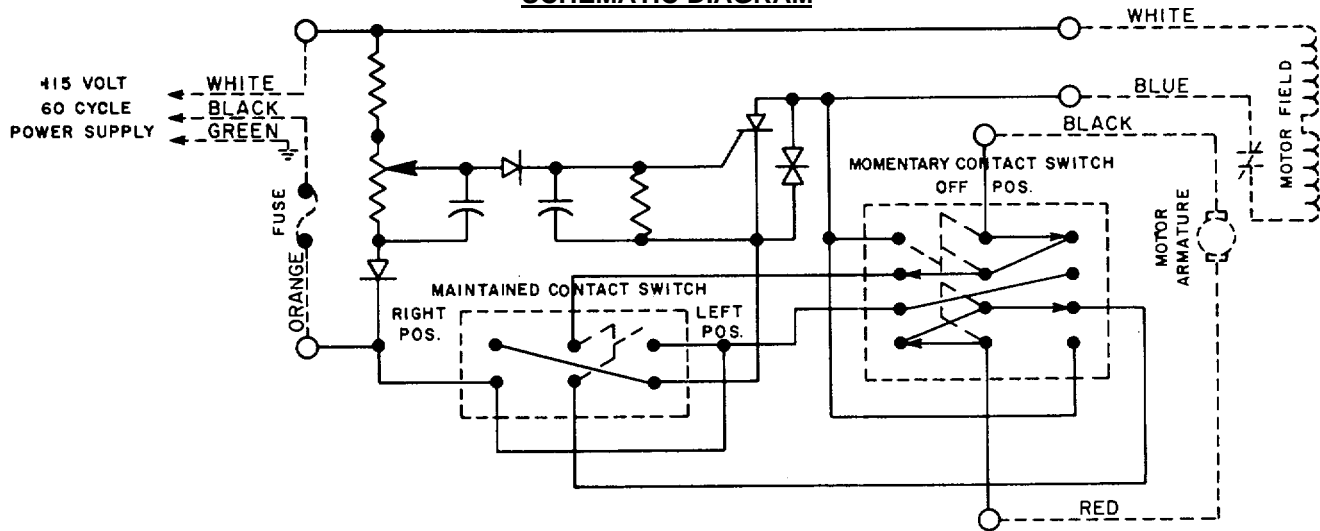 SCHEMATIC DIAGRAM
WHITE
115 VOLT
60 CYCLE
POWER SUPPLY
WHITE
BLACK
GREEN
BLUE
BLACK
MOTOR FIELD
MOMENTARY CONTACT SWITCH
OFF POS.
FUSE
MOTOR
ARMATURE
ORANGE
MAINTAINED CONTACT SWITCH
RIGHT
POS.
LEFT
POS.
RED